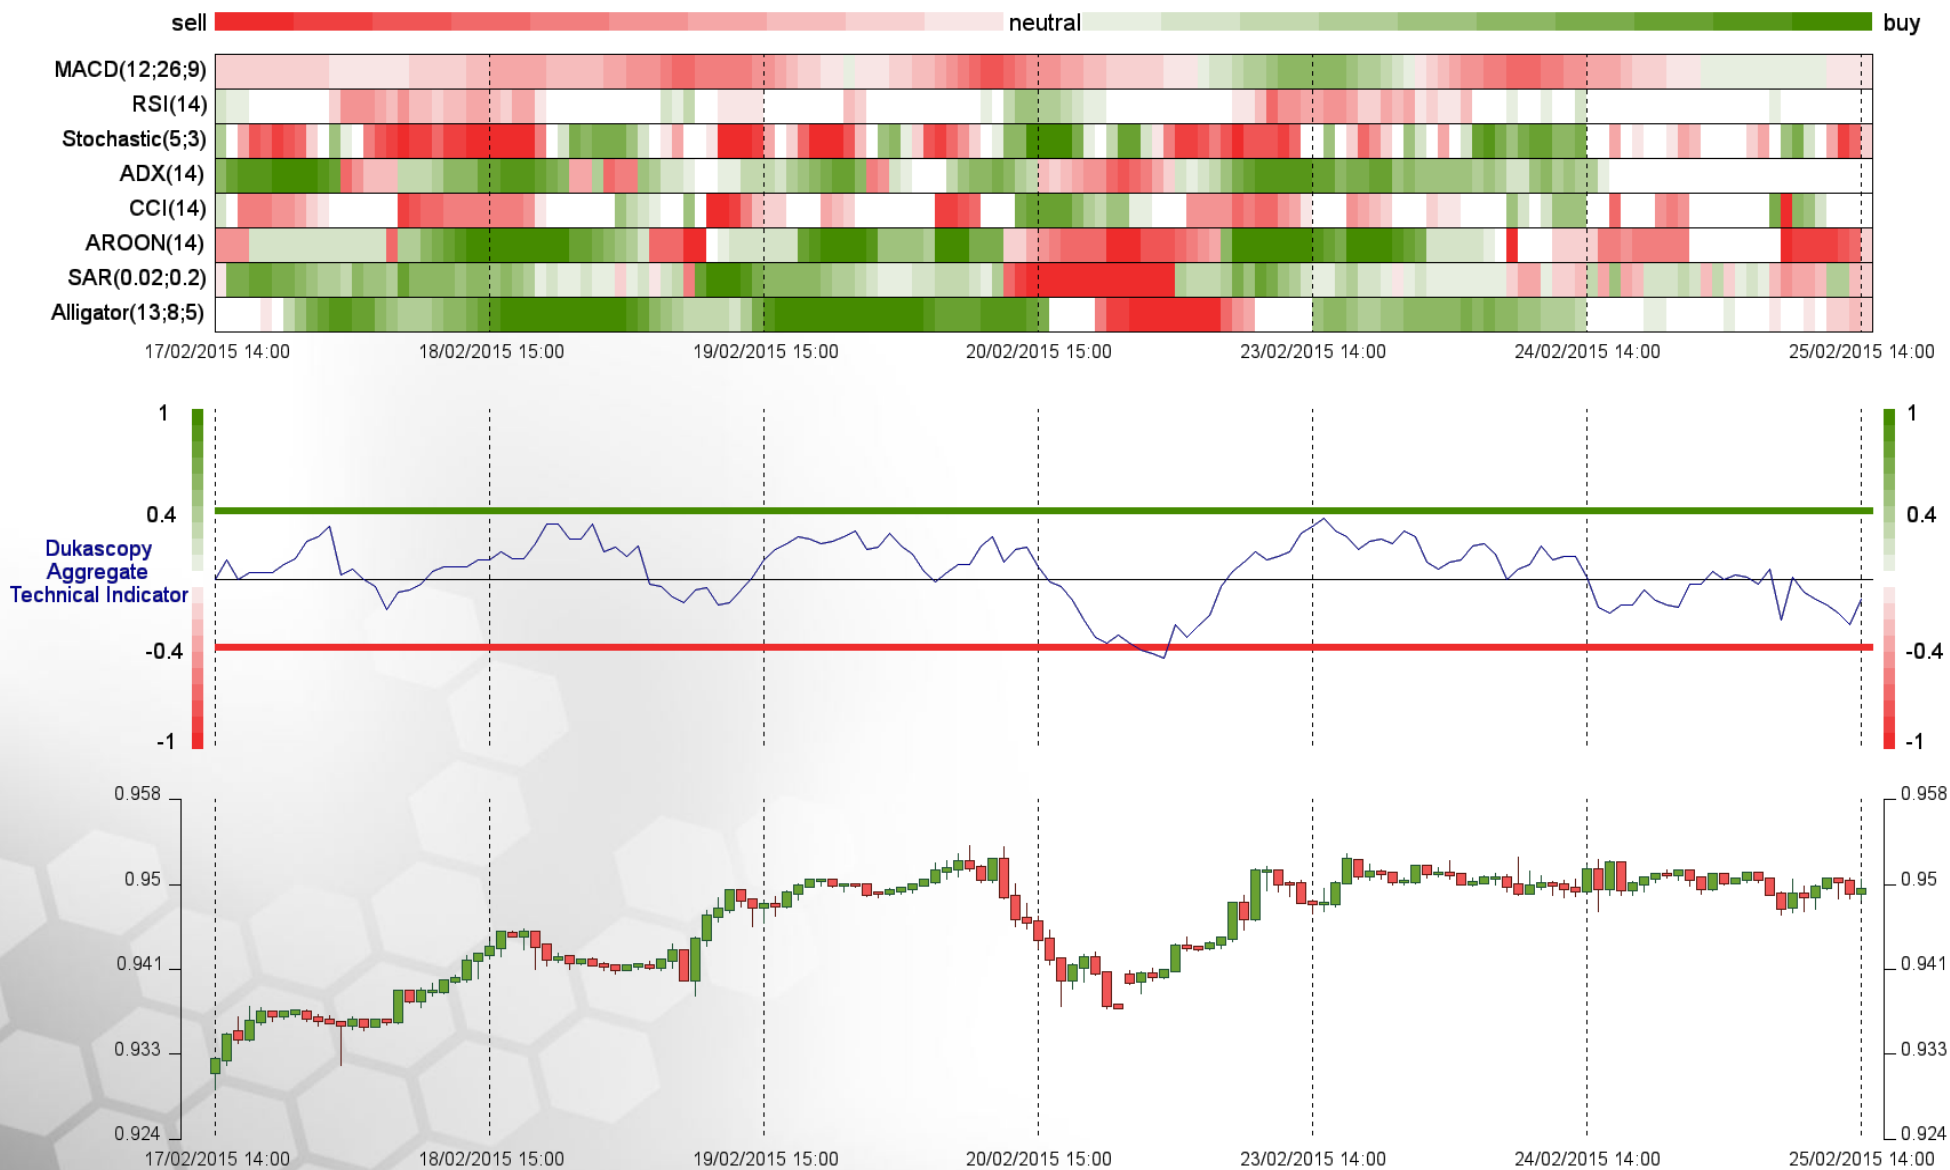 sell neutral buy
MACD(12;26;9)
RSI(14)
Stochastic(5;3)
ADX(14)
CCI(14)
AROON(14)
SAR(0.02;0.2)
Alligator(13;8;5)
17/02/2015 14:00 18/02/2015 15:00 19/02/2015 15:00 20/02/2015 15:00 23/02/2015 14:00 24/02/2015 14:00 25/02/2015 14:00
1 1
0.4 0.4
Dukascopy
Aggregate
Technical Indicator
-0.4 -0.4
-1 -1
0.958 0.958
0.95 0.95
0.941 0.941
0.933 0.933
0.924 0.924
17/02/2015 14:00 18/02/2015 15:00 19/02/2015 15:00 20/02/2015 15:00 23/02/2015 14:00 24/02/2015 14:00 25/02/2015 14:00